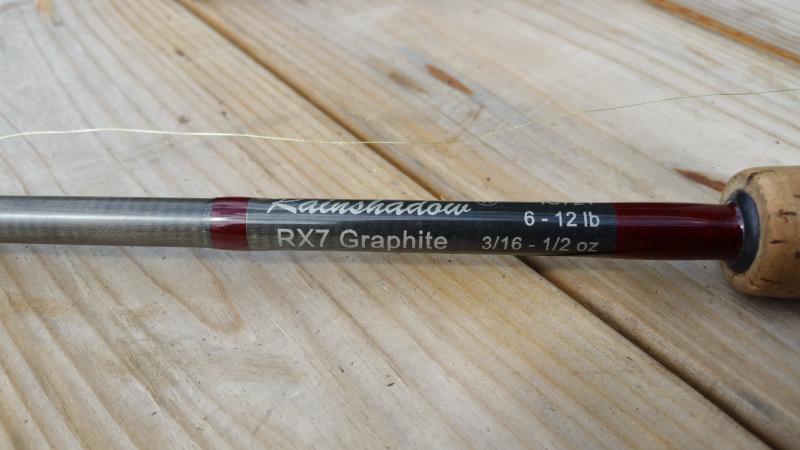 Rainshadow®
6 - 12 lb
RX7 Graphite
3/16 - 1/2 oz